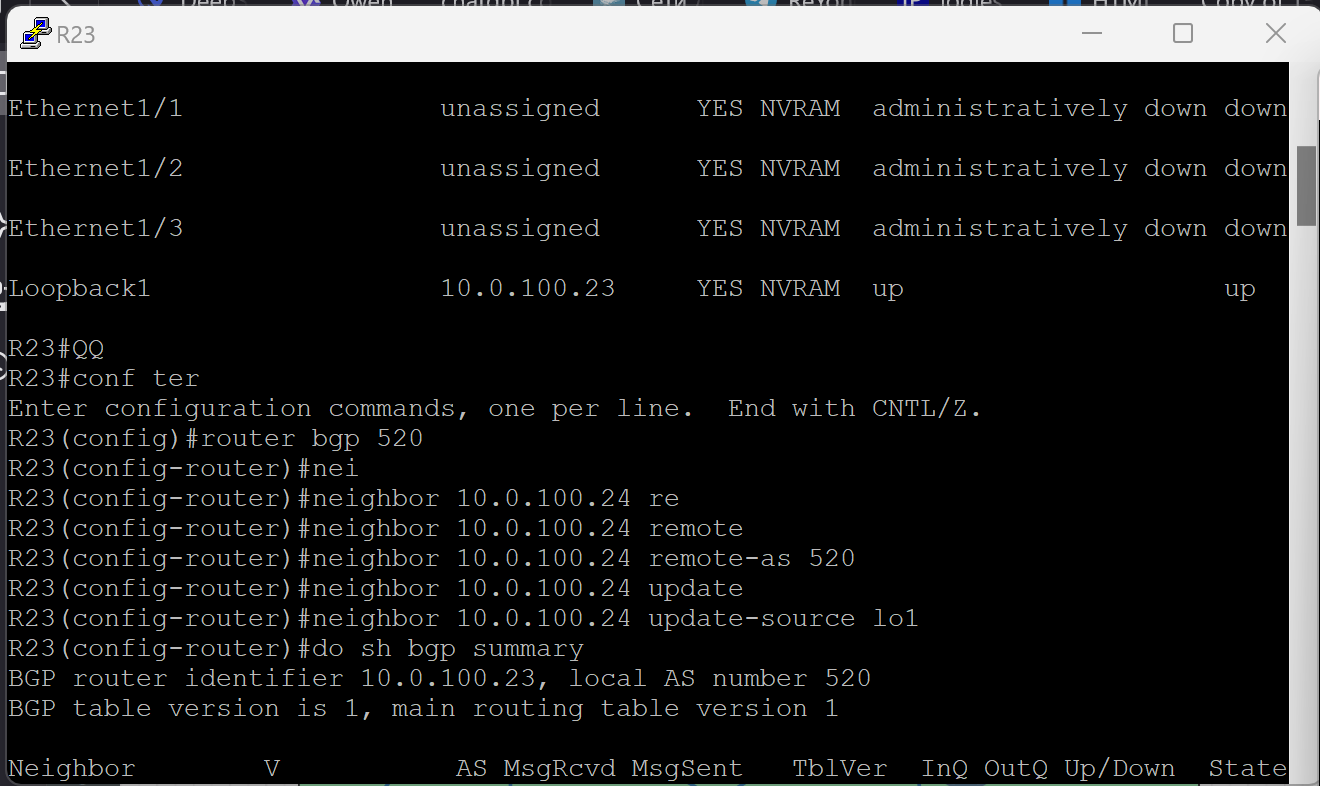 R23
Ethernet1/1 unassigned YES NVRAM administratively down down
Ethernet1/2 unassigned YES NVRAM administratively down down
Ethernet1/3 unassigned YES NVRAM administratively down down
Loopback1 10.0.100.23 YES NVRAM up up
R23#QQ
R23#conf ter
Enter configuration commands, one per line. End with CNTL/Z.
R23(config)#router bgp 520
R23(config-router)#nei
R23(config-router)#neighbor 10.0.100.24 re
R23(config-router)#neighbor 10.0.100.24 remote
R23(config-router)#neighbor 10.0.100.24 remote-as 520
R23(config-router)#neighbor 10.0.100.24 update
R23(config-router)#neighbor 10.0.100.24 update-source lo1
R23(config-router)#do sh bgp summary
BGP router identifier 10.0.100.23, local AS number 520
BGP table version is 1, main routing table version 1
Neighbor V AS MsgRcvd MsgSent TblVer InQ OutQ Up/Down State